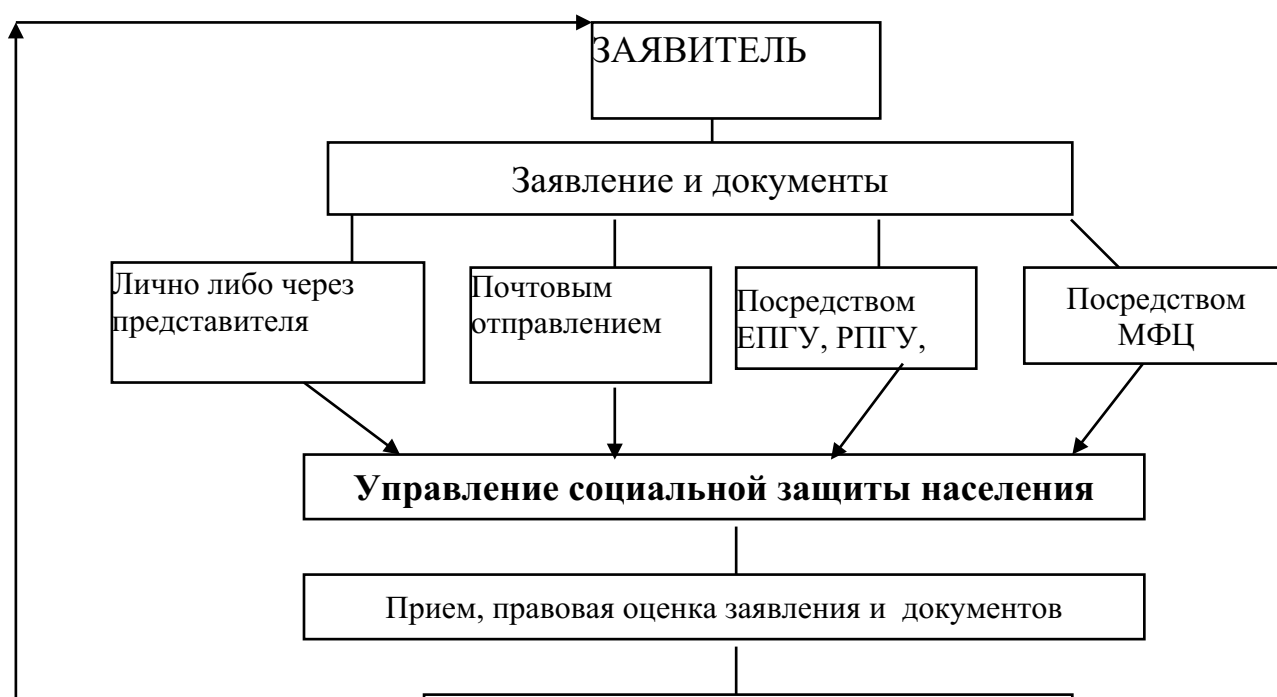 ЗАЯВИТЕЛЬ
Заявление и документы
Лично либо через
представителя
Почтовым
отправлением
Посредством
ЕПГУ, РПГУ,
Посредством
МФЦ
Управление социальной защиты населения
Прием, правовая оценка заявления и документов